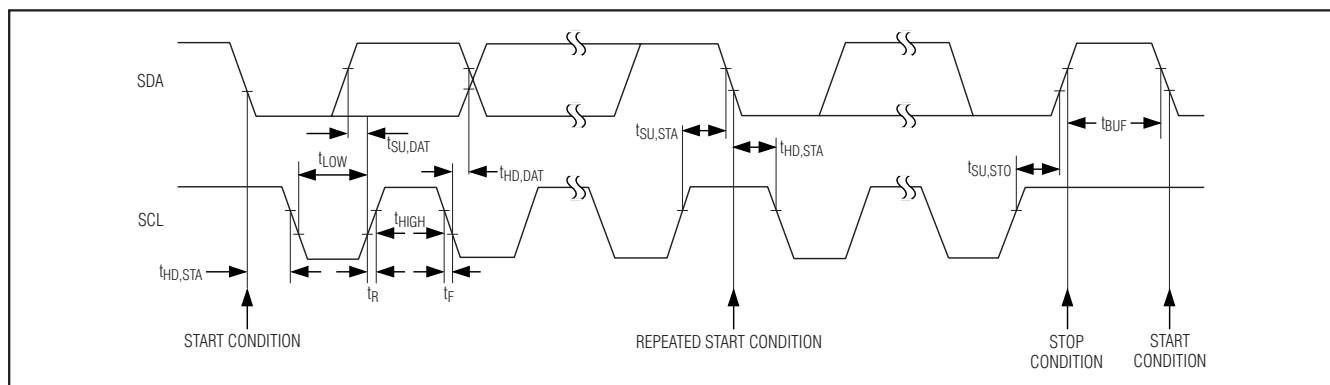 SDA
tSU,DAT
tLOW
tHD,DAT
tSU,STA
tHD,STA
tBUF
tSU,STO
SCL
tHIGH
tHD,STA
tR
tF
START CONDITION
REPEATED START CONDITION
STOP
CONDITION
START
CONDITION